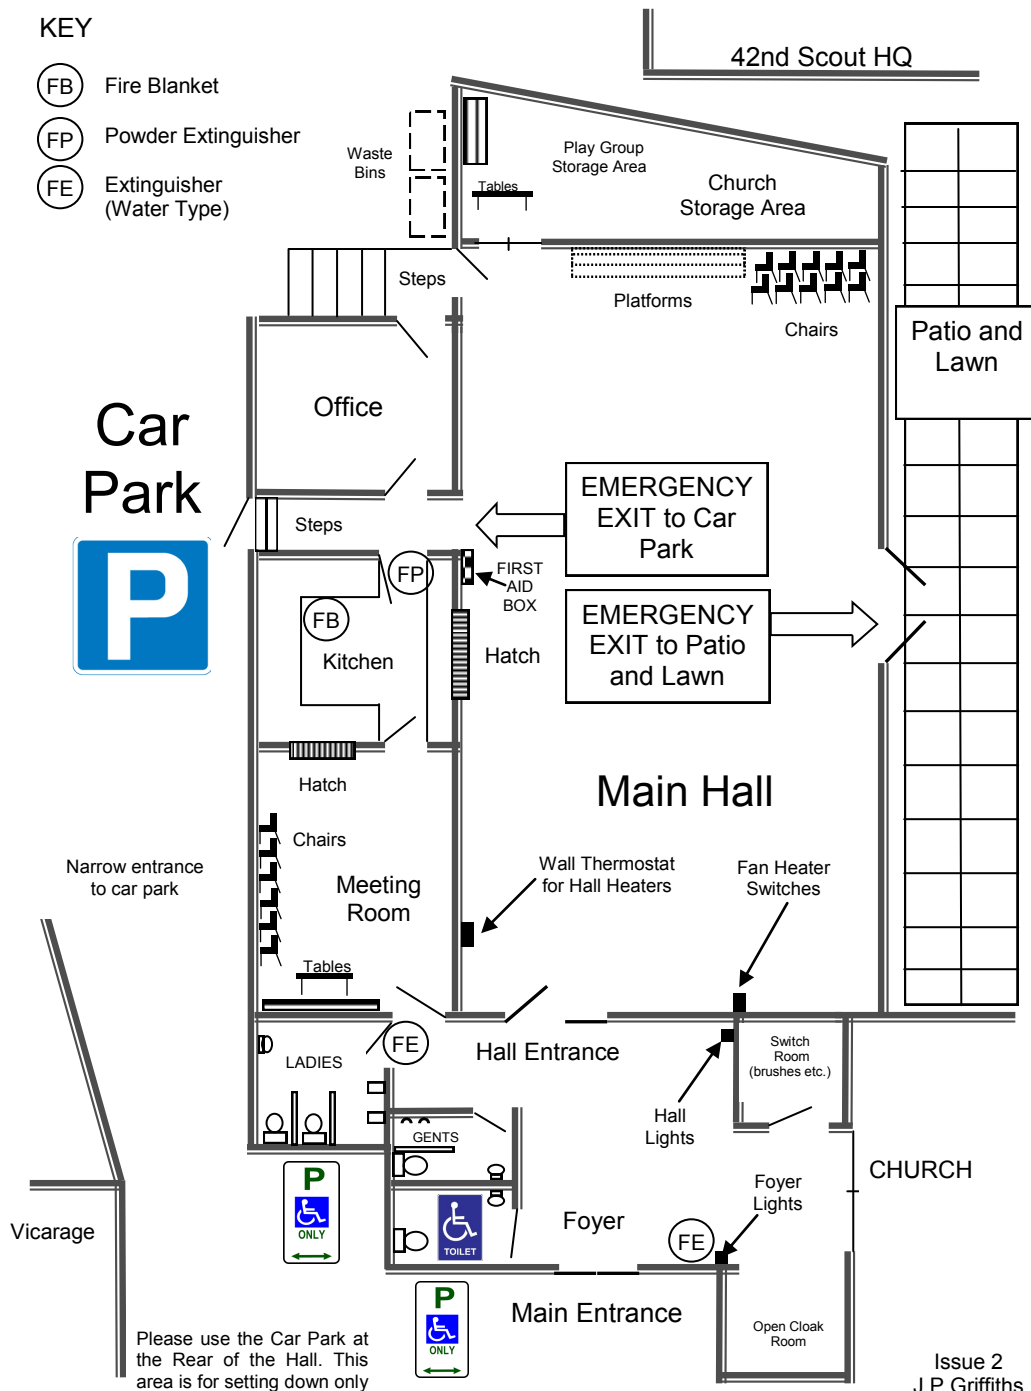 KEY
FB Fire Blanket
FP Powder Extinguisher
FE Extinguisher
(Water Type)
42nd Scout HQ
Waste
Bins
Play Group
Storage Area
Tables
Church
Storage Area
Steps
Platforms
Chairs
Patio and
Lawn
Office
Car
Park
P
EMERGENCY
EXIT to Car
Park
Steps
FP
FIRST
AID
BOX
FB
Kitchen
Hatch
EMERGENCY
EXIT to Patio
and Lawn
Hatch
Main Hall
Chairs
Narrow entrance
to car park
Meeting
Room
Wall Thermostat
for Hall Heaters
Fan Heater
Switches
Tables
FE
Hall Entrance
LADIES
Switch
Room
(brushes etc.)
Hall
Lights
GENTS
CHURCH
P
ONLY
TOILET
Foyer
Foyer
Lights
FE
Vicarage
P
ONLY
Main Entrance
Open Cloak
Room
Please use the Car Park at
the Rear of the Hall. This
area is for setting down only
Issue 2
J P Griffiths